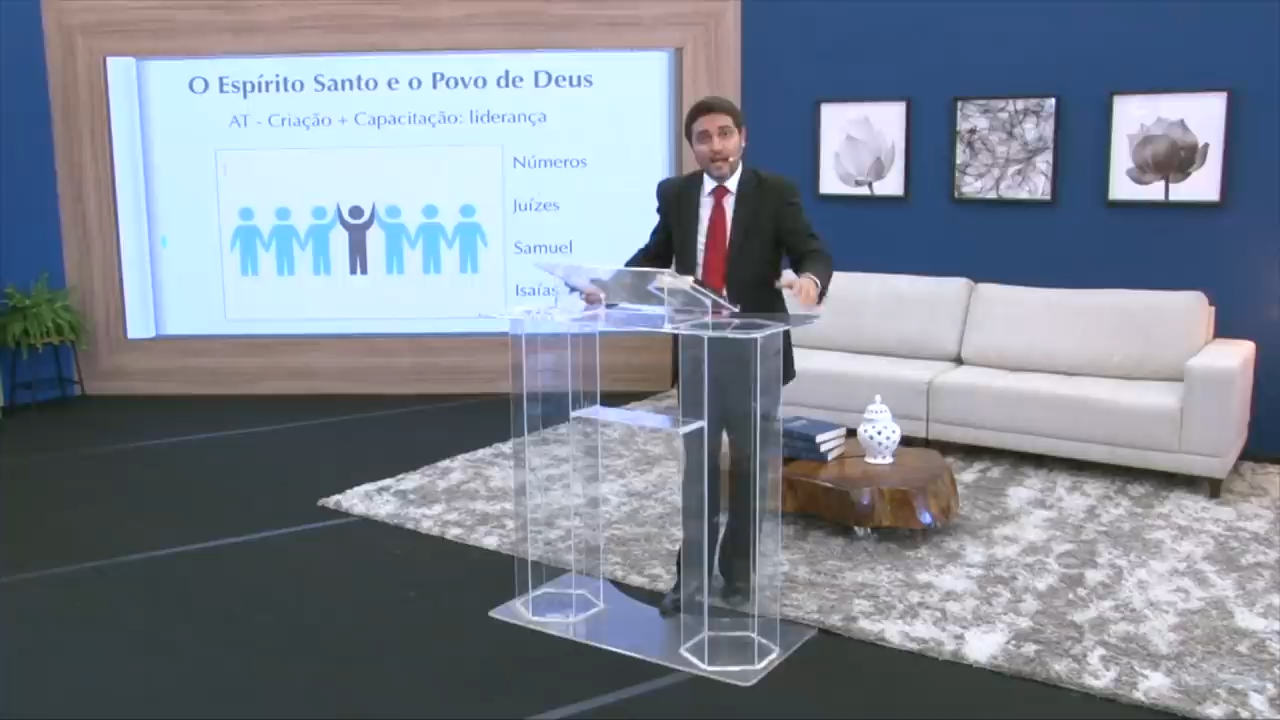 O Espírito Santo e o Povo de Deus
AT - Criação + Capacitação: liderança
Números
Juízes
Samuel
Isaías